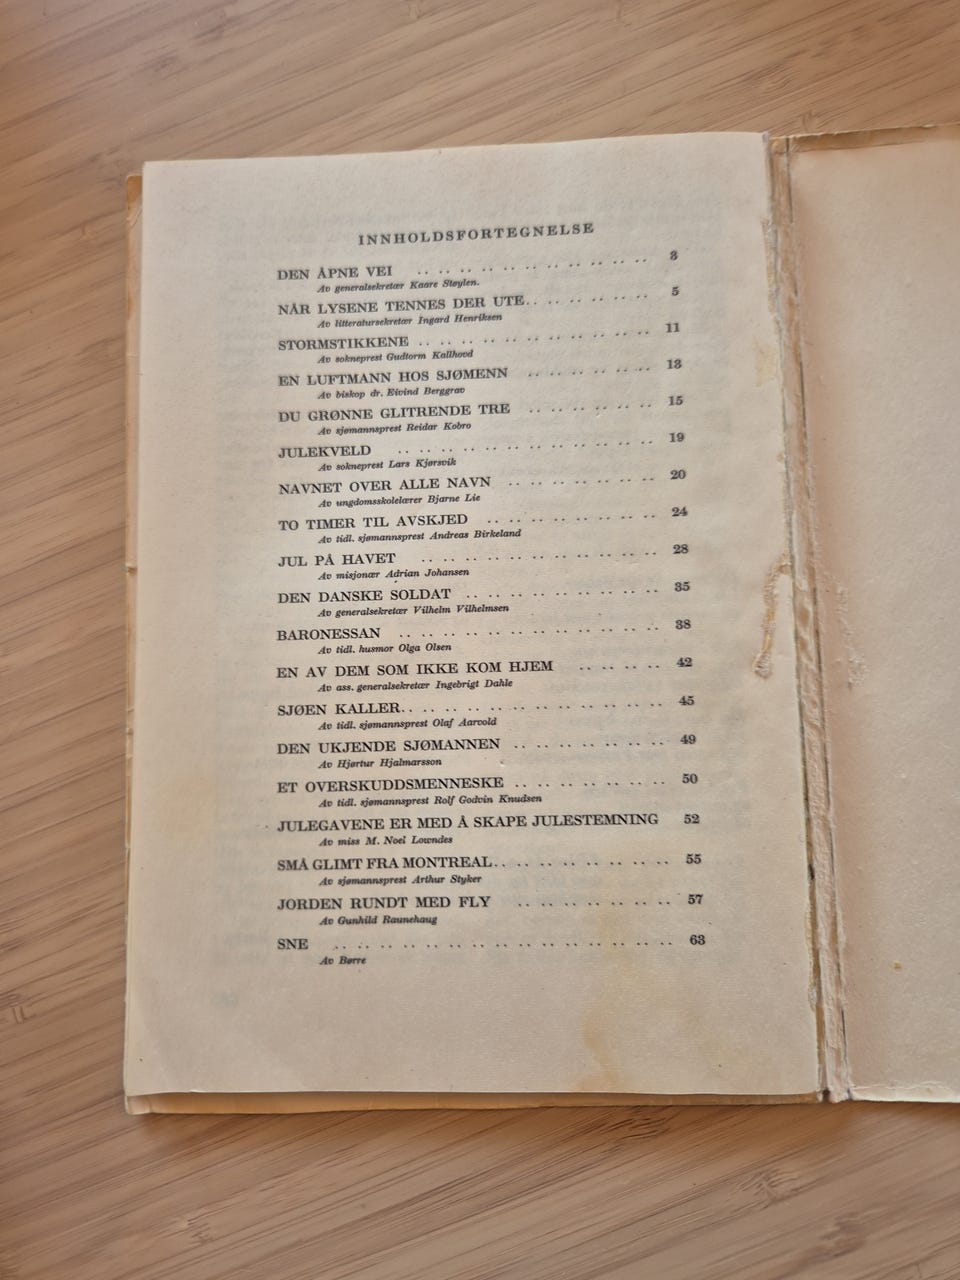 INNHOLDSFORTEGNELSE
DEN ÅPNE VEI .. .. .. .. .. .. .. .. .. .. .. 3
Av generalsekretær Kaare Støylen.
NÅR LYSENE TENNES DER UTE.. .. .. .. .. .. 5
Av litteratursekretær Ingard Henriksen
STORMSTIKKENE .. .. .. .. .. .. .. .. .. .. .. 11
Av sokneprest Gudtorm Kallhovd
EN LUFTMANN HOS SJØMENN .. .. .. .. .. .. 13
Av biskop dr. Eivind Berggrav
DU GRØNNE GLITRENDE TRE .. .. .. .. .. .. 15
Av sjømannsprest Reidar Kobro
JULEKVELD .. .. .. .. .. .. .. .. .. .. .. .. 19
Av sokneprest Lars Kjørsvik
NAVNET OVER ALLE NAVN .. .. .. .. .. .. .. 20
Av ungdomsskolelærer Bjarne Lie
TO TIMER TIL AVSKJED .. .. .. .. .. .. .. .. 24
Av tidl. sjømannsprest Andreas Birkeland
JUL PÅ HAVET .. .. .. .. .. .. .. .. .. .. .. 28
Av misjonær Adrian Johansen
DEN DANSKE SOLDAT .. .. .. .. .. .. .. .. .. 35
Av generalsekretær Vilhelm Vilhelmsen
BARONESSAN .. .. .. .. .. .. .. .. .. .. .. .. 38
Av tidl. husmor Olga Olsen
EN AV DEM SOM IKKE KOM HJEM .. .. .. .. 42
Av ass. generalsekretær Ingebrigt Dahle
SJØEN KALLER.. .. .. .. .. .. .. .. .. .. .. .. 45
Av tidl. sjømannsprest Olaf Aarvold
DEN UKJENDE SJØMANNEN .. .. .. .. .. .. .. 49
Av Hjørtur Hjalmarsson
ET OVERSKUDDSMENNESKE .. .. .. .. .. .. .. 50
Av tidl. sjømannsprest Rolf Godvin Knudsen
JULEGAVENE ER MED Å SKAPE JULESTEMNING 52
Av miss M. Noel Lowndes
SMÅ GLIMT FRA MONTREAL.. .. .. .. .. .. .. .. 55
Av sjømannsprest Arthur Styker
JORDEN RUNDT MED FLY .. .. .. .. .. .. .. 57
Av Gunhild Raunehaug
SNE .. .. .. .. .. .. .. .. .. .. .. .. .. .. .. 63
Av Børre